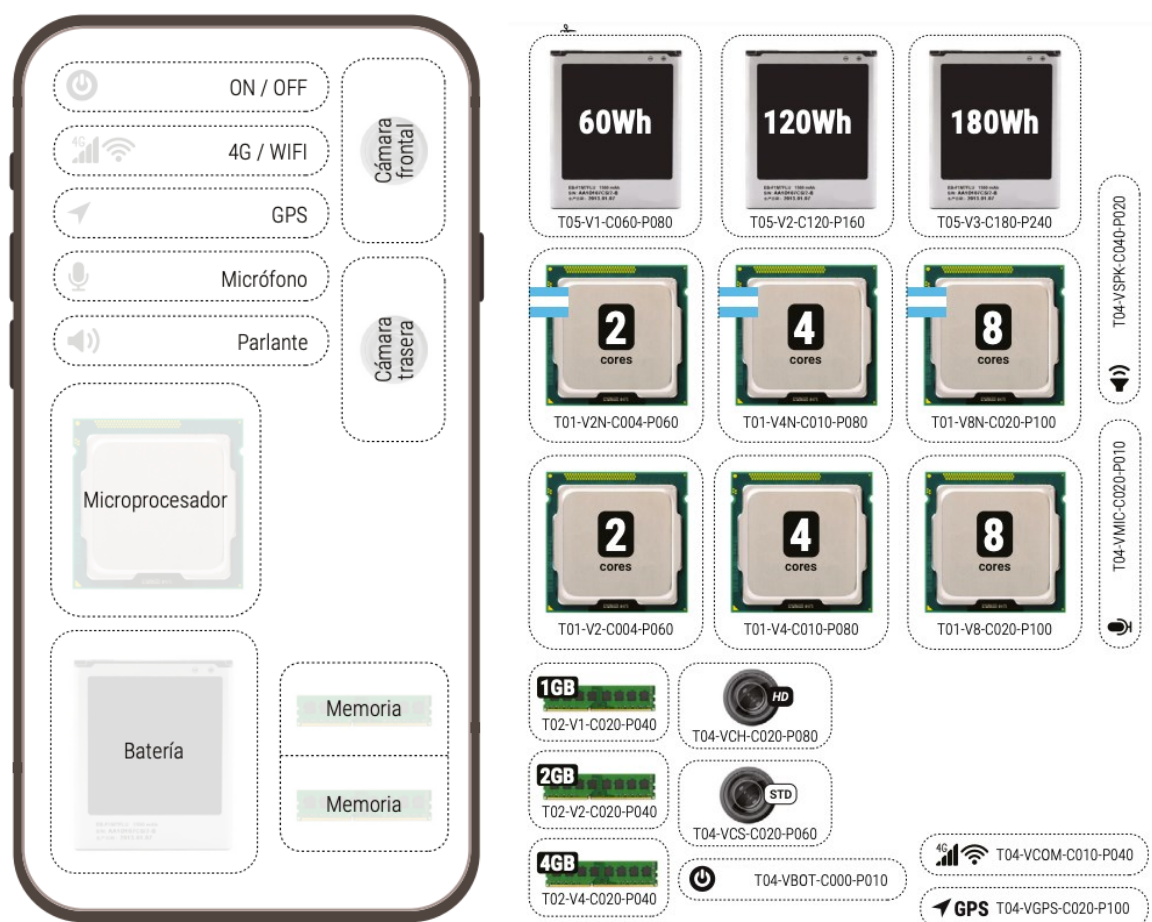 ON / OFF
4G
4G / WIFI
GPS
Micrófono
Parlante
Cámara
frontal
Cámara
trasera
Microprocesador
Batería
Memoria
Memoria
60Wh
T05-V1-C060-P080
120Wh
T05-V2-C120-P160
180Wh
T05-V3-C180-P240
2
cores
T01-V2N-C004-P060
4
cores
T01-V4N-C010-P080
8
cores
T01-V8N-C020-P100
2
cores
T01-V2-C004-P060
4
cores
T01-V4-C010-P080
8
cores
T01-V8-C020-P100
T04-VSPK-C040-P020
T04-VMIC-C020-P010
1GB
T02-V1-C020-P040
2GB
T02-V2-C020-P040
4GB
T02-V4-C020-P040
HD
T04-VCH-C020-P080
STD
T04-VCS-C020-P060
T04-VBOT-C000-P010
4G
T04-VCOM-C010-P040
GPS T04-VGPS-C020-P100